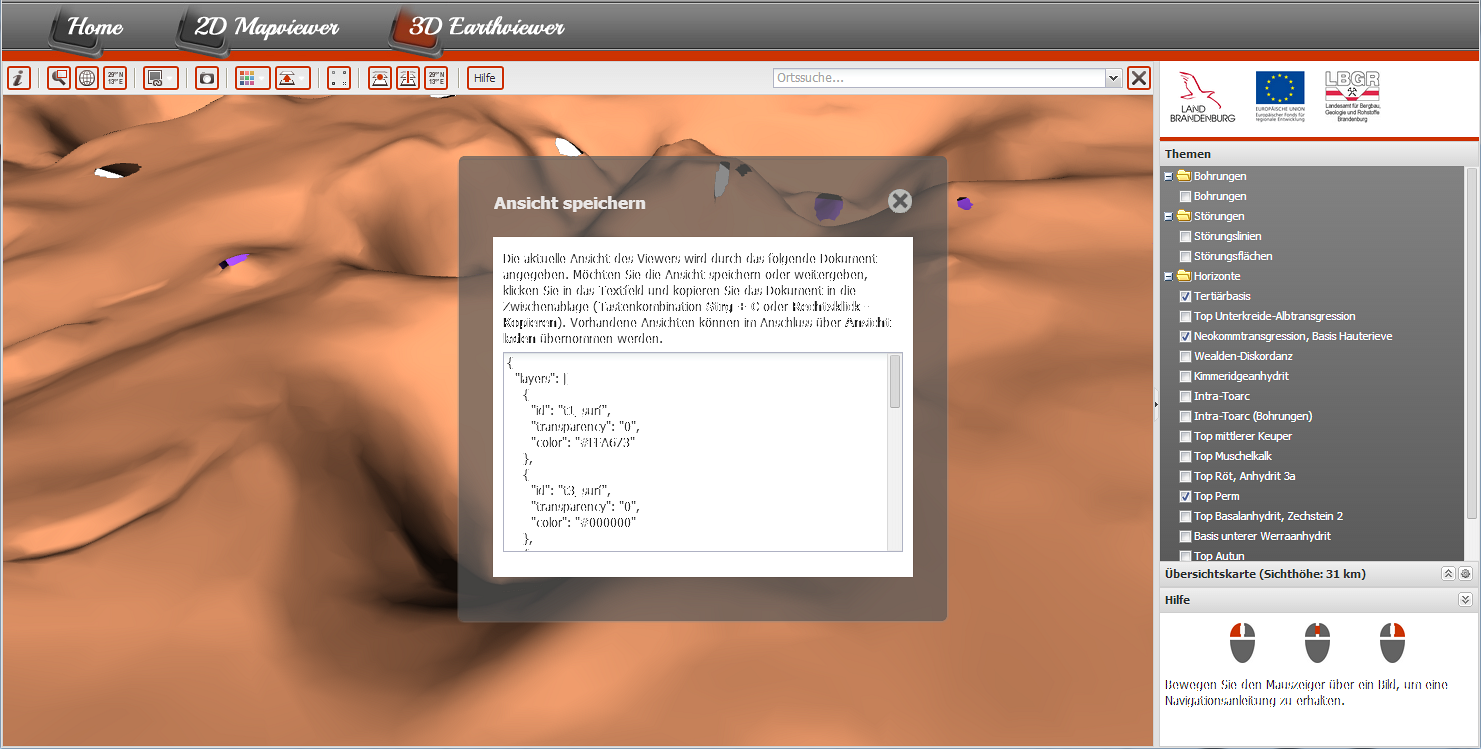 Home
2D Mapviewer
3D Earthviewer
i
29°'N
13°'E
29°'N
13°'E
Hilfe
Ortssuche...
LAND
BRANDENBURG
EUROPÄISCHE UNION
Europäischer Fonds für
regionale Entwicklung
LBGR
Landesamt für Bergbau,
Geologie und Rohstoffe
Brandenburg
Ansicht speichern
Die aktuelle Ansicht des Viewers wird durch das folgende Dokument
angegeben. Möchten Sie die Ansicht speichern oder weitergeben,
klicken Sie in das Textfeld und kopieren Sie das Dokument in die
Zwischenablage (Tastenkombination Strg + C oder Rechtsklick -
Kopieren). Vorhandene Ansichten können im Anschluss über Ansicht
laden übernommen werden.
{
"layers": [
{
"id": "t1_surf",
"transparency": "0",
"color": "#FFA673"
},
{
"id": "t3_surf",
"transparency": "0",
"color": "#000000"
},
Themen
Bohrungen
Bohrungen
Störungen
Störungslinien
Störungsflächen
Horizonte
Tertiärbasis
Top Unterkreide-Albtransgression
Neokommtransgression, Basis Hauterieve
Wealden-Diskordanz
Kimmeridgeanhydrit
Intra-Toarc
Intra-Toarc (Bohrungen)
Top mittlerer Keuper
Top Muschelkalk
Top Röt, Anhydrit 3a
Top Perm
Top Basalanhydrit, Zechstein 2
Basis unterer Werraanhydrit
Top Autun
Übersichtskarte (Sichthöhe: 31 km)
Hilfe
Bewegen Sie den Mauszeiger über ein Bild, um eine
Navigationsanleitung zu erhalten.